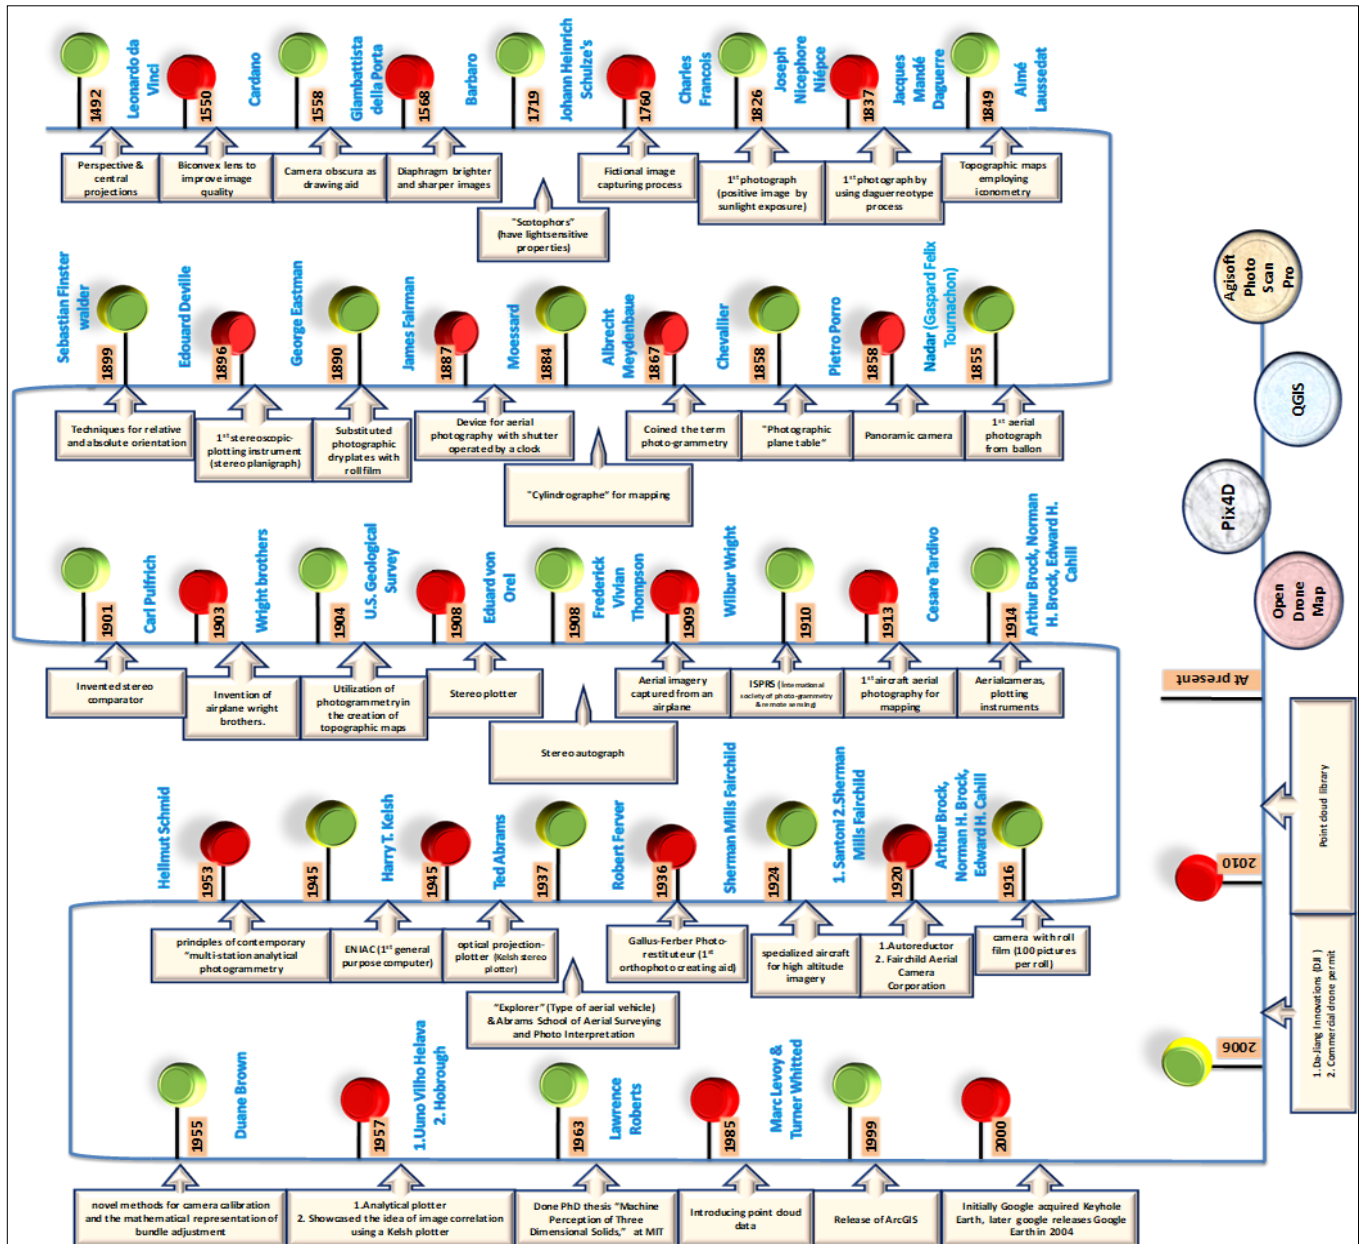 1492
Leonardo da
Vinci
1550
Cardano
1558
Giambattista
della Porta
1568
Barbaro
1719
Johann Heinrich
Schulze's
1760
Charles
Francois
1826
Joseph
Nicephore
Niépce
1837
Jacques
Mandé
Daguerre
1849
Aimé
Laussedat
Perspective &
central
projections
Biconvex lens to
improve image
quality
Camera obscura as
drawing aid
Diaphragm brighter
and sharper images
"Scotophors"
(have lightsensitive
properties)
Fictional image
capturing process
1st photograph
(positive image by
sunlight exposure)
1st photograph by
using daguerreotype
process
Topographic maps
employing
iconometry
Sebastian Finster
walder
1899
Edouard Deville
1896
George Eastman
1890
James Fairman
1887
Moessard
1884
Albrecht
Meydenbaue
1867
Chevallier
1858
Pietro Porro
1858
Nadar (Gaspard Felix
Tournachon)
1855
Techniques for relative
and absolute orientation
1st stereoscopic-
plotting instrument
(stereo planigraph)
Substituted
photographic
dry plates with
roll film
Device for aerial
photography with shutter
operated by a clock
"Cylindrographe" for mapping
Coined the term
photo-grammetry
"Photographic
plane table"
Panoramic camera
1st aerial
photograph
from ballon
1901
Carl Pulfrich
1903
Wright brothers
1904
U.S. Geological
Survey
1908
Eduard von
Orel
1908
Frederick
Vivian
Thompson
1909
Wilbur Wright
1910
1913
Cesare Tardivo
1914
Arthur Brock, Norman
H. Brock, Edward H.
Cahill
Invented stereo
comparator
Invention of
airplane wright
brothers.
Utilization of
photogrammetry in
the creation of
topographic maps
Stereo plotter
Stereo autograph
Aerial imagery
captured from an
airplane
ISPRS (International
society of photo-grammetry
& remote sensing)
1st aircraft aerial
photography for
mapping
Aerial cameras,
plotting
instruments
Hellmut Schmid
1953
1945
Harry T. Kelsh
1945
Ted Abrams
1937
Robert Ferver
1936
Sherman Mills Fairchild
1924
1. Santoni 2.Sherman
Mills Fairchild
1920
Arthur Brock,
Norman H. Brock,
Edward H. Cahill
1916
principles of contemporary
"multi-station analytical
photogrammetry
ENIAC (1st general
purpose computer)
optical projection-
plotter (Kelsh stereo
plotter)
"Explorer" (Type of aerial vehicle)
& Abrams School of Aerial Surveying
and Photo Interpretation
Gallus-Ferber Photo-
restituteur (1st
orthophoto creating aid)
specialized aircraft
for high altitude
imagery
1.Autoreductor
2. Fairchild Aerial
Camera
Corporation
camera with roll
film (100 pictures
per roll)
1955
Duane Brown
1957
1.Uuno Vilho Helava
2. Hobrough
1963
Lawrence
Roberts
1985
Marc Levoy &
Turner Whitted
1999
2000
novel methods for camera calibration
and the mathematical representation of
bundle adjustment
1.Analytical plotter
2. Showcased the idea of image correlation
using a Kelsh plotter
Done PhD thesis "Machine
Perception of Three
Dimensional Solids," at MIT
Introducing point cloud
data
Release of ArcGIS
Initially Google acquired Keyhole
Earth, later google releases Google
Earth in 2004
2006
1.Da-Jiang Innovations (DJI )
2. Commercial drone permit
2010
Point cloud library
At present
Open
Drone
Map
Pix4D
QGIS
Agisoft
Photo
Scan
Pro